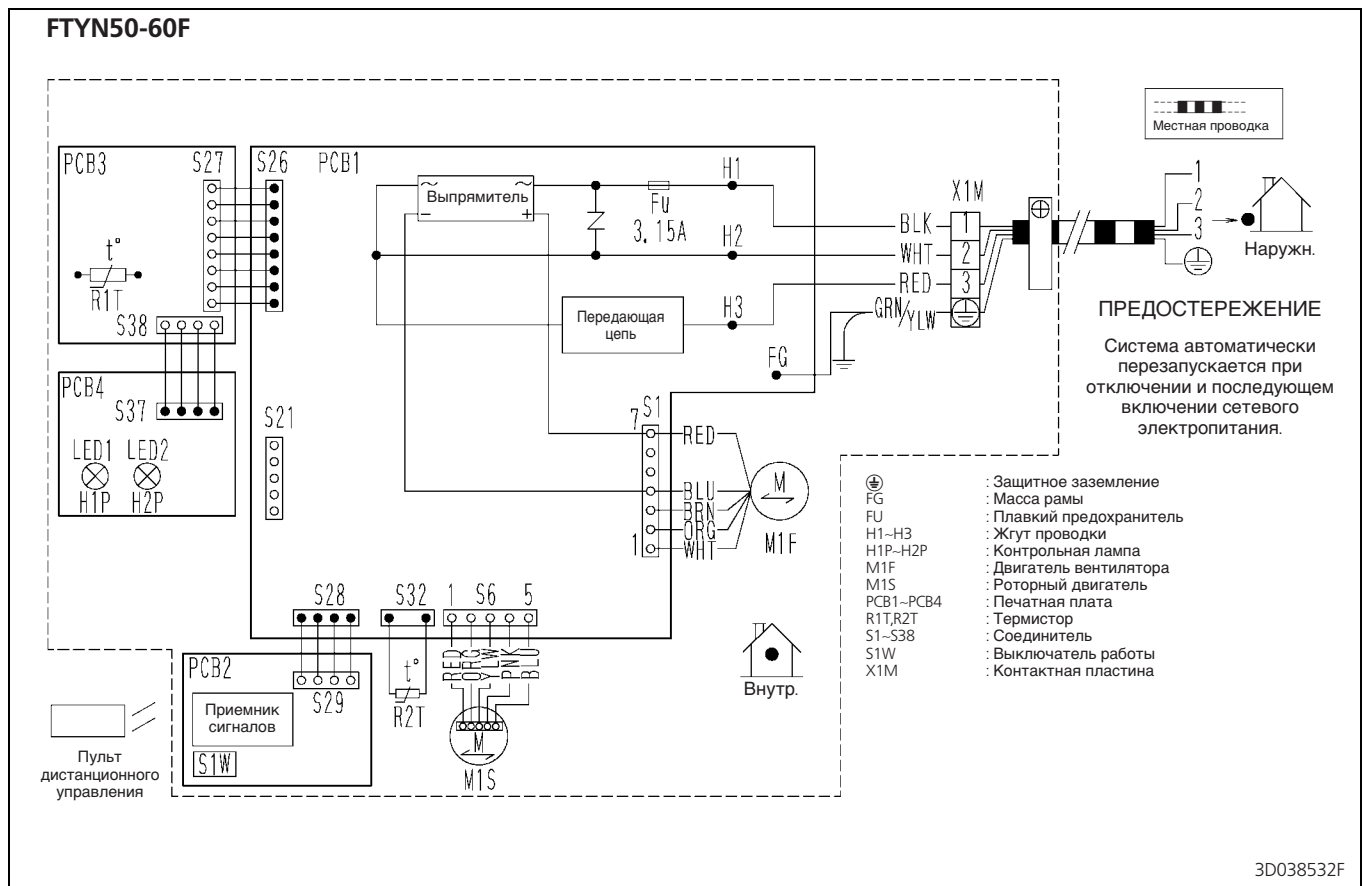 FTYN50-60F
Местная проводка
PCB3
S27
S26
PCB1
H1
Выпрямитель
~
~
–
+
Fu
3.15A
X1M
1
2
3
BLK
1
H2
WHT
2
RED
3
Наружн.
t°
R1T
S38
Передающая
цепь
H3
GRN/YLW
FG
ПРЕДОСТЕРЕЖЕНИЕ
Система автоматически
перезапускается при
отключении и последующем
включении сетевого
электропитания.
PCB4
S37
LED1
LED2
H1P
H2P
S21
S1
7
RED
BLU
BRN
ORG
WHT
1
M
M1F
: Защитное заземление
FG : Масса рамы
FU : Плавкий предохранитель
H1~H3 : Жгут проводки
H1P~H2P : Контрольная лампа
M1F : Двигатель вентилятора
M1S : Роторный двигатель
PCB1~PCB4 : Печатная плата
R1T,R2T : Термистор
S1~S38 : Соединитель
S1W : Выключатель работы
X1M : Контактная пластина
S28
S32
1
S6
5
RED
ORG
YLW
PNK
BLU
PCB2
S29
Приемник
сигналов
S1W
t°
R2T
M
M1S
Внутр.
Пульт
дистанционного
управления
3D038532F